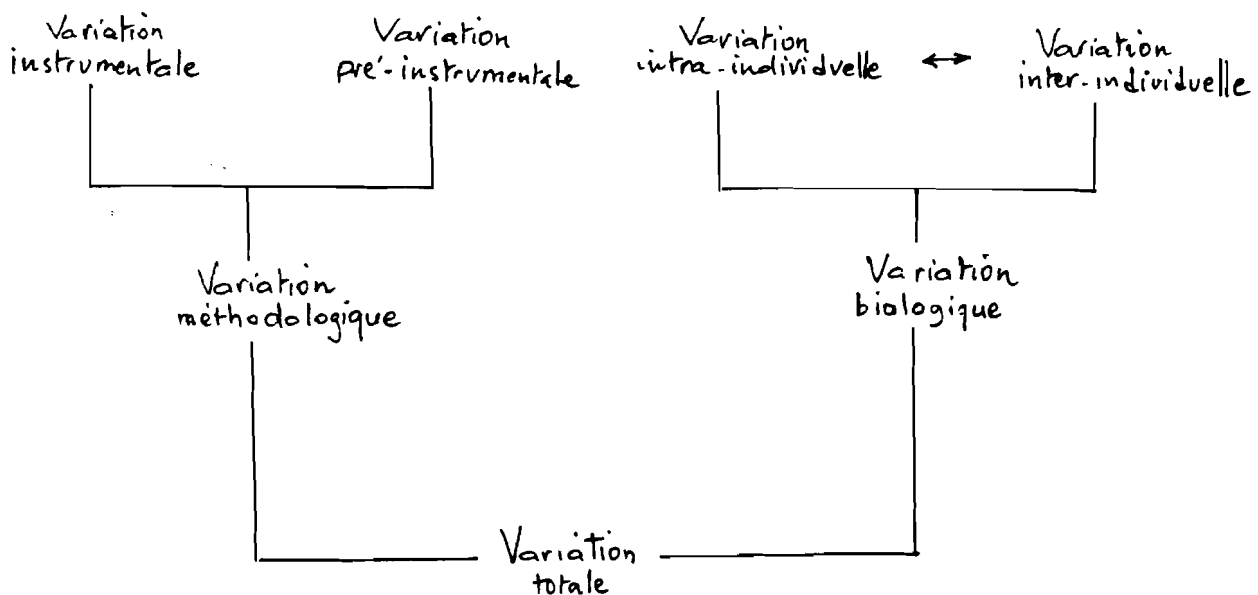 Variation
instrumentale
Variation
pré-instrumentale
Variation
intra-individuelle
↔
Variation
inter-individuelle
Variation
méthodologique
Variation
biologique
Variation
totale